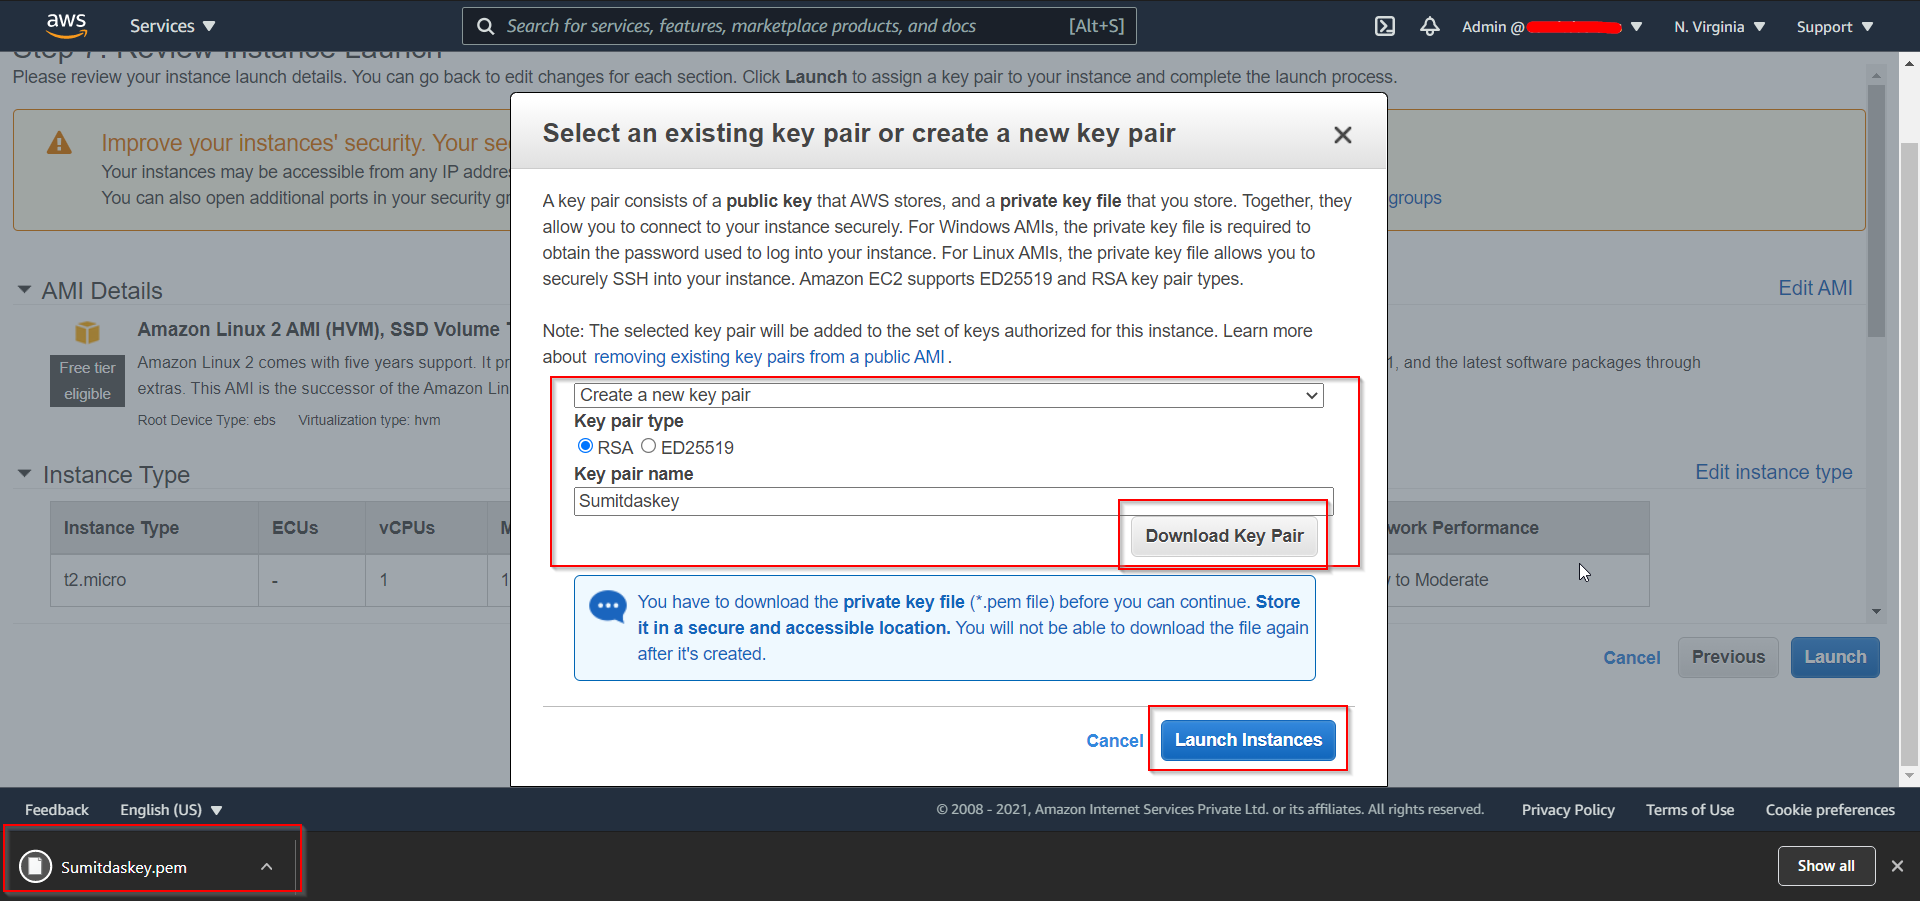 aws
Services
Search for services, features, marketplace products, and docs
[Alt+S]
Admin @
N. Virginia
Support
Step 7: Review Instance Launch
Please review your instance launch details. You can go back to edit changes for each section. Click Launch to assign a key pair to your instance and complete the launch process.
Improve your instances' security. Your se
Your instances may be accessible from any IP addre
You can also open additional ports in your security gr
groups
AMI Details
Edit AMI
Amazon Linux 2 AMI (HVM), SSD Volume
Free tier
eligible
Amazon Linux 2 comes with five years support. It pr
1, and the latest software packages through
extras. This AMI is the successor of the Amazon Lin
Root Device Type: ebs Virtualization type: hvm
Instance Type
Edit instance type
Instance Type ECUs vCPUs M
work Performance
t2.micro - 1 1
to Moderate
Cancel
Previous
Launch
Select an existing key pair or create a new key pair
A key pair consists of a public key that AWS stores, and a private key file that you store. Together, they
allow you to connect to your instance securely. For Windows AMIs, the private key file is required to
obtain the password used to log into your instance. For Linux AMIs, the private key file allows you to
securely SSH into your instance. Amazon EC2 supports ED25519 and RSA key pair types.
Note: The selected key pair will be added to the set of keys authorized for this instance. Learn more
about removing existing key pairs from a public AMI .
Create a new key pair
Key pair type
RSA ED25519
Key pair name
Sumitdaskey
Download Key Pair
You have to download the private key file (*.pem file) before you can continue. Store
it in a secure and accessible location. You will not be able to download the file again
after it's created.
Cancel
Launch Instances
Feedback
English (US)
© 2008 - 2021, Amazon Internet Services Private Ltd. or its affiliates. All rights reserved.
Privacy Policy
Terms of Use
Cookie preferences
Sumitdaskey.pem
Show all